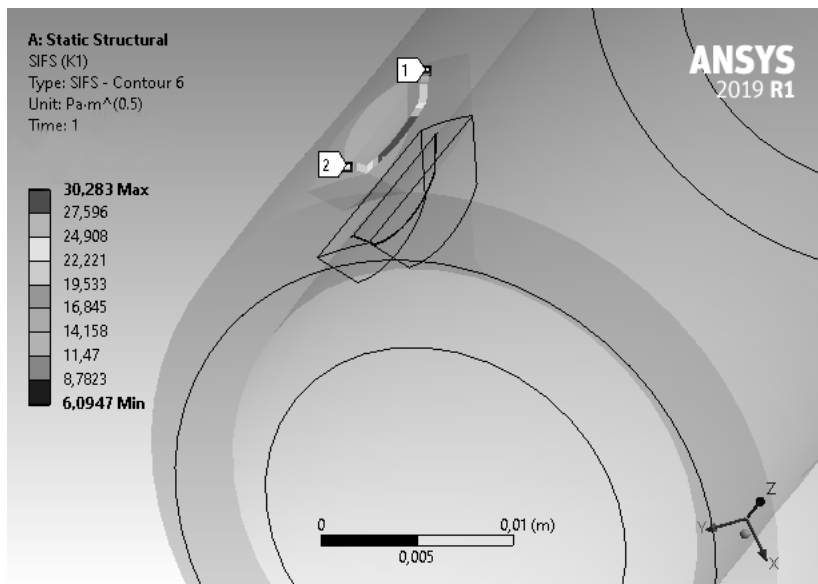 A: Static Structural
SIFS (K1)
Type: SIFS - Contour 6
Unit: Pa·m^(0.5)
Time: 1
ANSYS
2019 R1
1
2
30,283 Max
27,596
24,908
22,221
19,533
16,845
14,158
11,47
8,7823
6,0947 Min
0
0,01 (m)
0,005
Z
Y
X